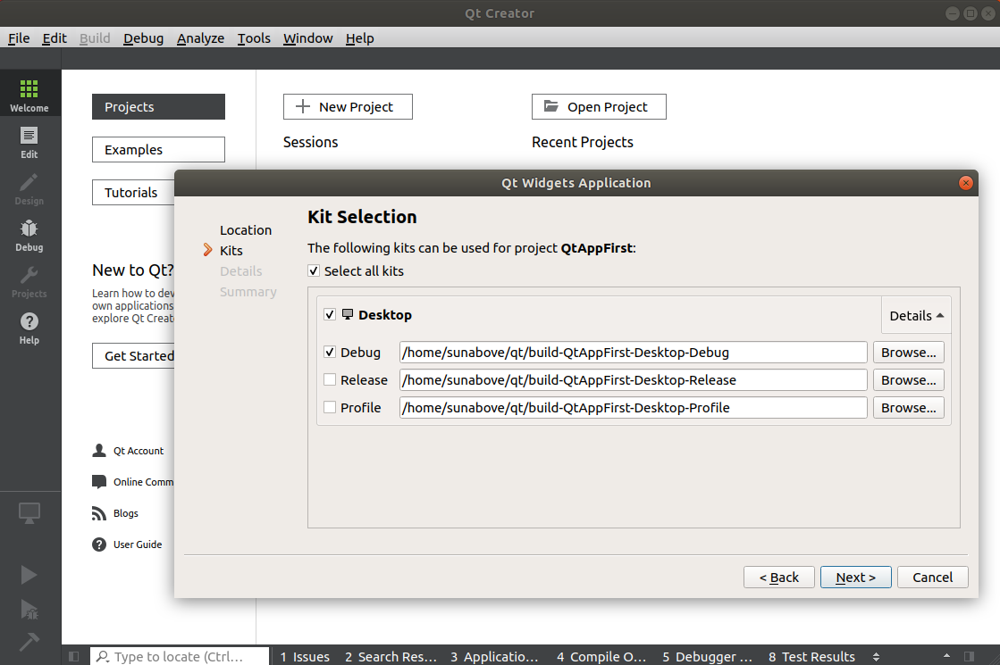 Qt Creator
File Edit Build Debug Analyze Tools Window Help
Welcome
Edit
Design
Debug
Projects
Help
Projects
Examples
Tutorials
New to Qt?
Learn how to dev
own applications
explore Qt Creat
Get Started
Qt Account
Online Comm
Blogs
User Guide
New Project
Open Project
Sessions
Recent Projects
Qt Widgets Application
Location
Kits
Details
Summary
Kit Selection
The following kits can be used for project QtAppFirst:
Select all kits
Desktop
Details
Debug /home/sunabove/qt/build-QtAppFirst-Desktop-Debug Browse...
Release /home/sunabove/qt/build-QtAppFirst-Desktop-Release Browse...
Profile /home/sunabove/qt/build-QtAppFirst-Desktop-Profile Browse...
< Back Next > Cancel
Type to locate (Ctrl... 1 Issues 2 Search Res... 3 Applicatio... 4 Compile O... 5 Debugger ... 8 Test Results